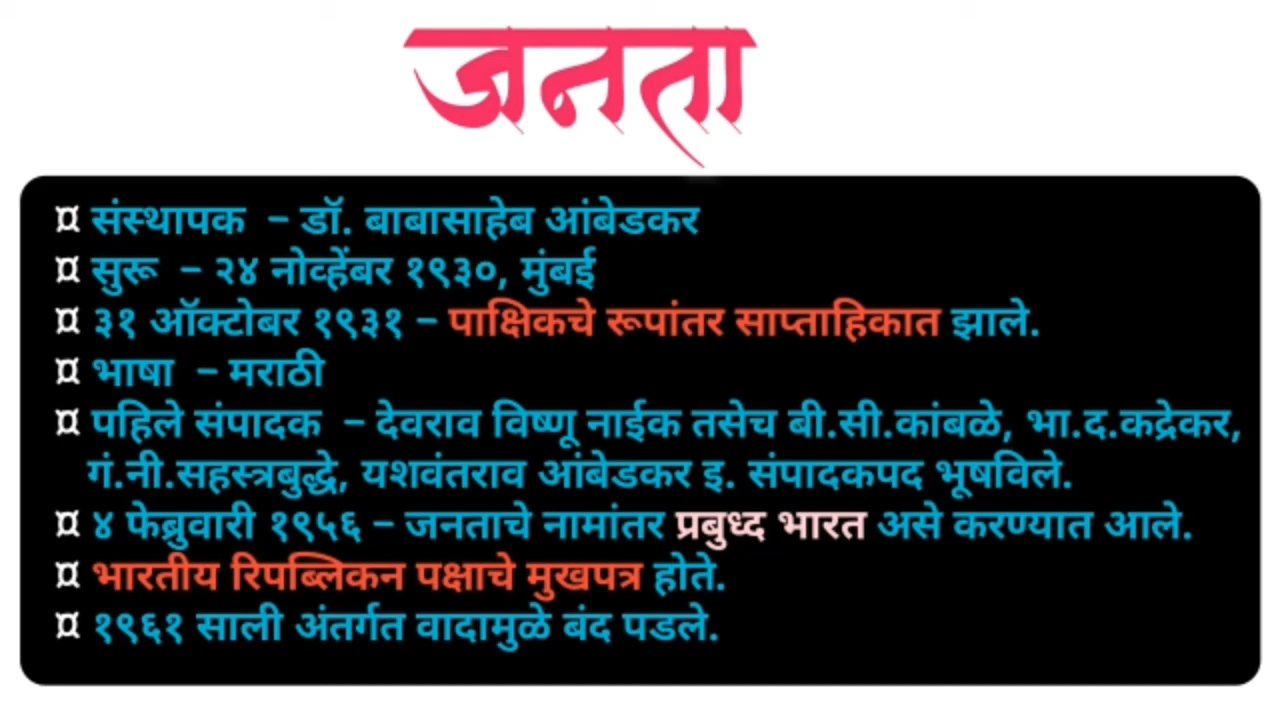 जनता
¤ संस्थापक – डॉ. बाबासाहेब आंबेडकर
¤ सुरू – २४ नोव्हेंबर १९३०, मुंबई
¤ ३१ ऑक्टोबर १९३१ – पाक्षिकचे रूपांतर साप्ताहिकात झाले.
¤ भाषा – मराठी
¤ पहिले संपादक – देवराव विष्णू नाईक तसेच बी.सी.कांबळे, भा.द.कद्रेकर,
गं.नी.सहस्त्रबुद्धे, यशवंतराव आंबेडकर इ. संपादकपद भूषविले.
¤ ४ फेब्रुवारी १९५६ – जनताचे नामांतर प्रबुध्द भारत असे करण्यात आले.
¤ भारतीय रिपब्लिकन पक्षाचे मुखपत्र होते.
¤ १९६१ साली अंतर्गत वादामुळे बंद पडले.